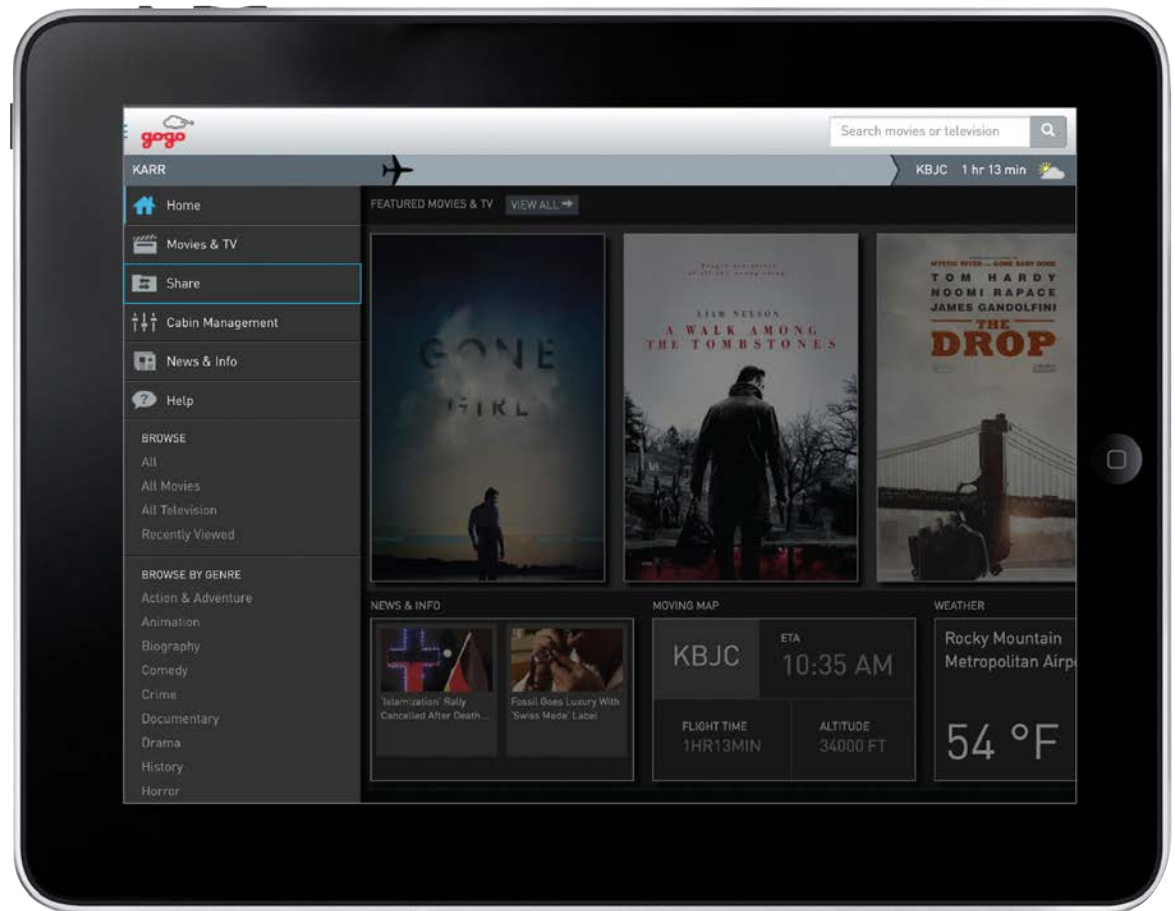 gogo
Search movies or television
KARR
KBJC 1 hr 13 min
Home
Movies & TV
Share
Cabin Management
News & Info
Help
BROWSE
All
All Movies
All Television
Recently Viewed
BROWSE BY GENRE
Action & Adventure
Animation
Biography
Comedy
Crime
Documentary
Drama
History
Horror
FEATURED MOVIES & TV VIEW ALL
GONE
GIRL
LIAM NEESON
A WALK AMONG
THE TOMBSTONES
TOM HARDY
NOOMI RAPACE
JAMES GANDOLFINI
THE
DROP
NEWS & INFO
'Islamization' Rally
Cancelled After Death...
Fossil Goes Luxury With
'Swiss Made' Label
MOVING MAP
KBJC
ETA
10:35 AM
FLIGHT TIME
1HR13MIN
ALTITUDE
34000 FT
WEATHER
Rocky Mountain
Metropolitan Airp
54 °F